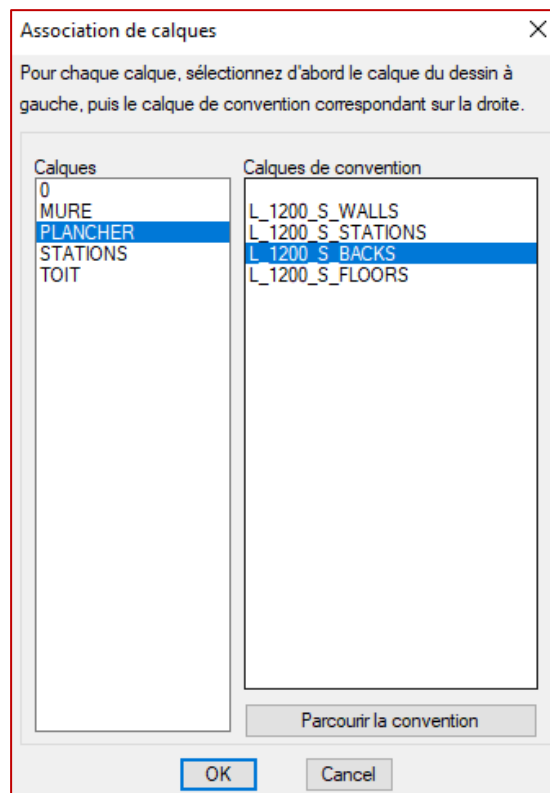 Association de calques
Pour chaque calque, sélectionnez d'abord le calque du dessin à
gauche, puis le calque de convention correspondant sur la droite.
Calques
0
MURE
PLANCHER
STATIONS
TOIT
Calques de convention
L_1200_S_WALLS
L_1200_S_STATIONS
L_1200_S_BACKS
L_1200_S_FLOORS
Parcourir la convention
OK
Cancel